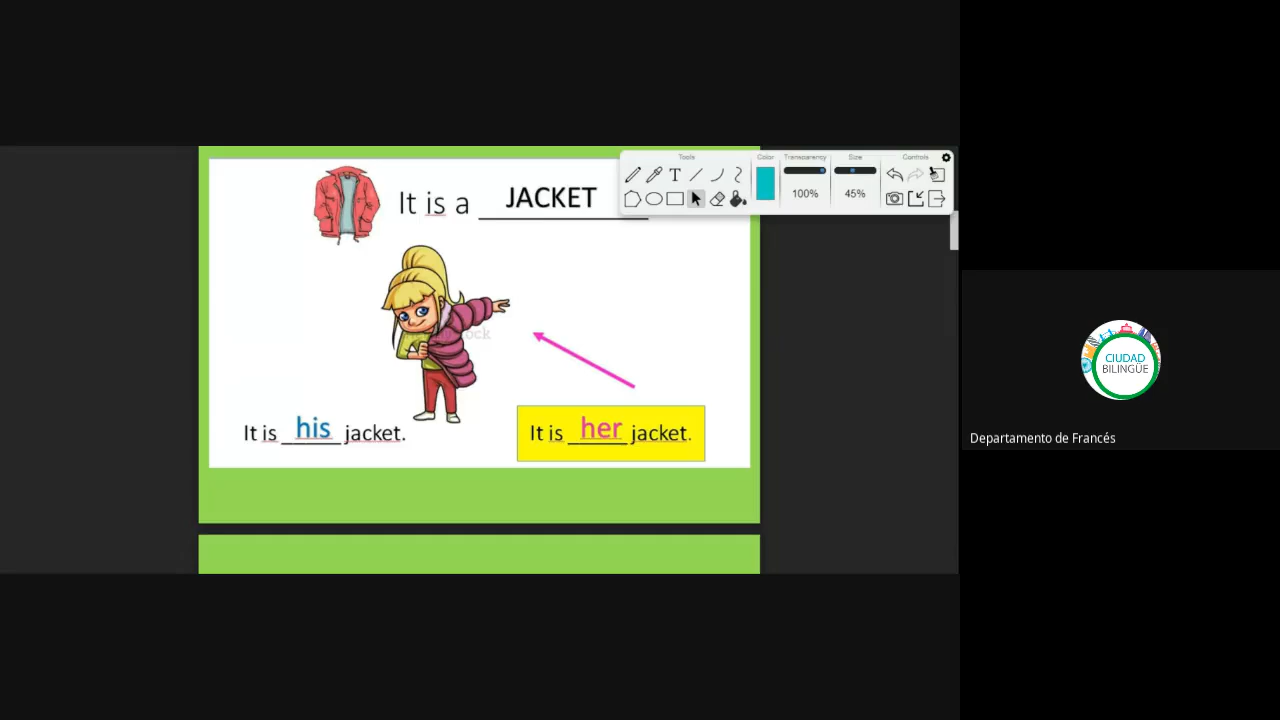 Tools
Color
Transparency
Size
Controls
100%
45%
It is a JACKET
ock
It is his jacket.
It is her jacket.
CIUDAD
BILINGÜE
Departamento de Francés